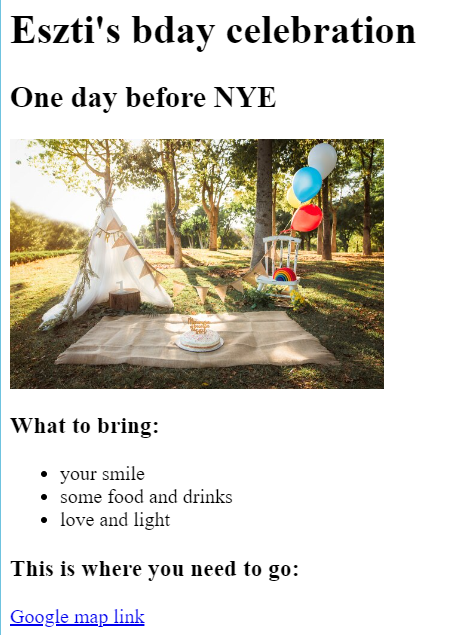 Eszti's bday celebration
One day before NYE
What to bring:
your smile
some food and drinks
love and light
This is where you need to go:
Google map link